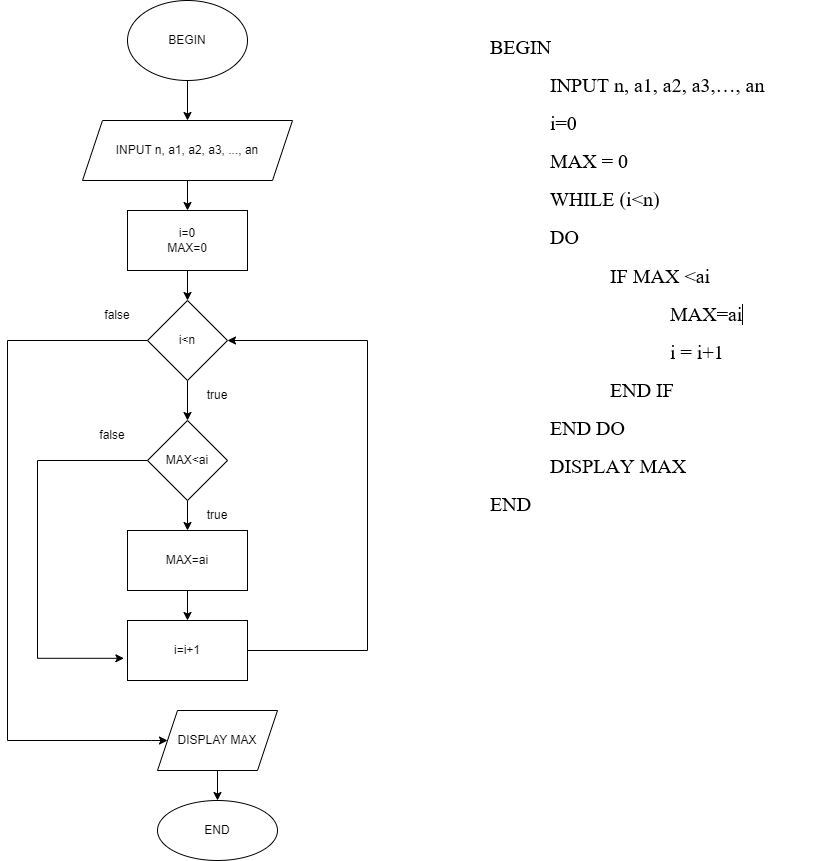 BEGIN
INPUT n, a1, a2, a3, ..., an
i=0
MAX=0
false
i<n
true
false
MAX<ai
true
MAX=ai
i=i+1
DISPLAY MAX
END
BEGIN
INPUT n, a1, a2, a3,…, an
i=0
MAX = 0
WHILE (i<n)
DO
IF MAX <ai
MAX=ai
i = i+1
END IF
END DO
DISPLAY MAX
END